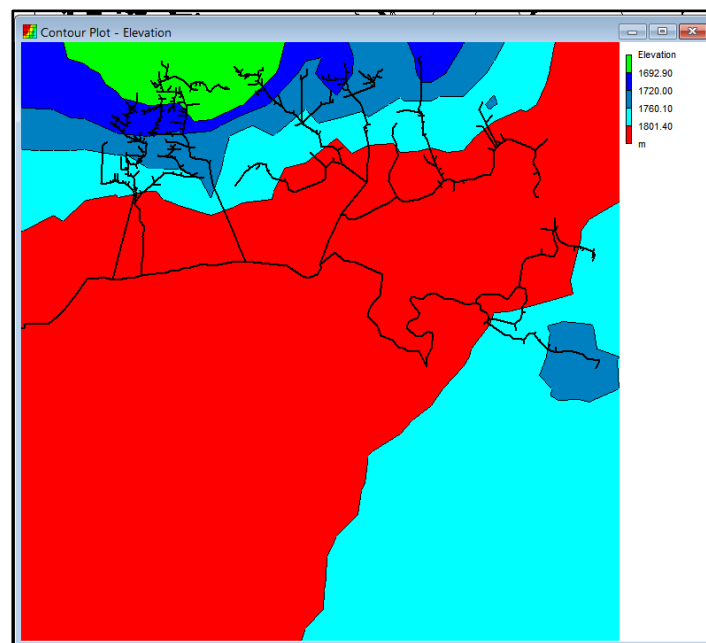 Contour Plot - Elevation
Elevation
1692.90
1720.00
1760.10
1801.40
m